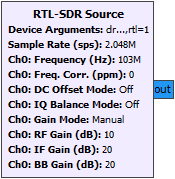 RTL-SDR Source
Device Arguments: dr...,rtl=1
Sample Rate (sps): 2.048M
Ch0: Frequency (Hz): 103M
Ch0: Freq. Corr. (ppm): 0
Ch0: DC Offset Mode: Off
Ch0: IQ Balance Mode: Off
Ch0: Gain Mode: Manual
Ch0: RF Gain (dB): 10
Ch0: IF Gain (dB): 20
Ch0: BB Gain (dB): 20
out